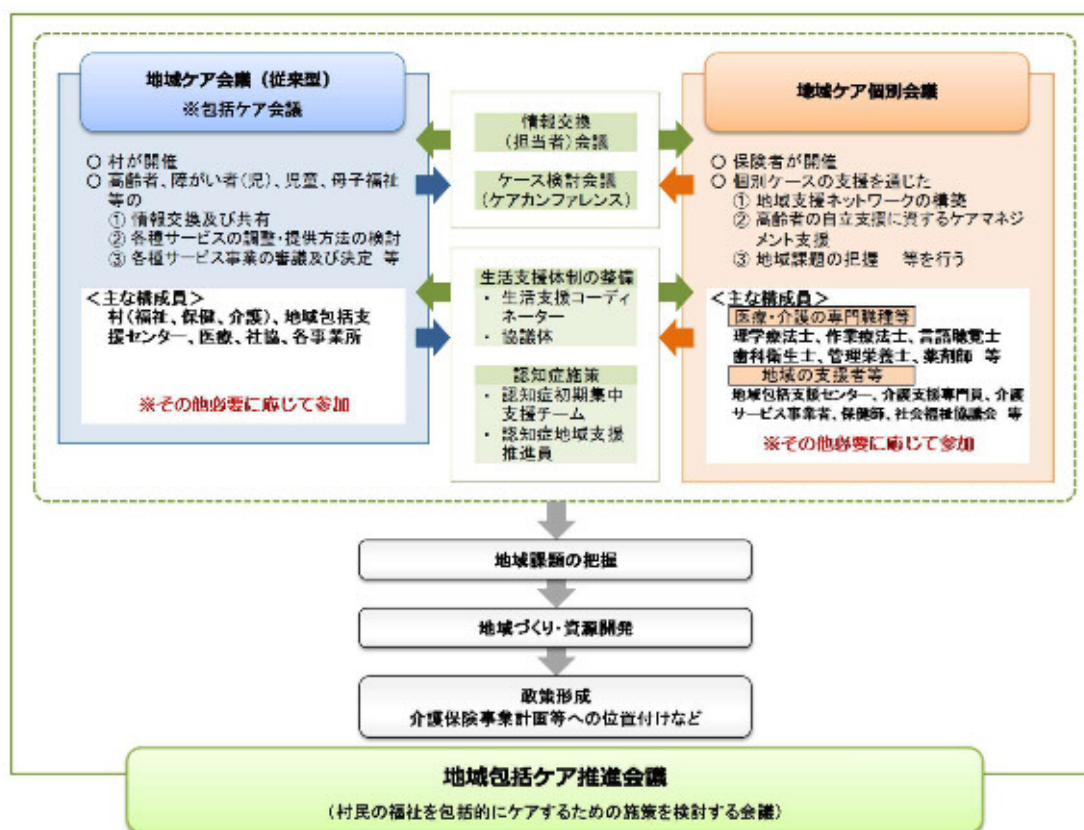 地域ケア会議（従来型）
※包括ケア会議
○ 村が開催
○ 高齢者、障がい者(児)、児童、母子福祉
等の
① 情報交換及び共有
② 各種サービスの調整・提供方法の検討
③ 各種サービス事業の審議及び決定 等
＜主な構成員＞
村(福祉、保健、介護)、地域包括支
援センター、医療、社協、各事業所
※その他必要に応じて参加
情報交換
(担当者)会議
ケース検討会議
(ケアカンファレンス)
生活支援体制の整備
・ 生活支援コーディ
ネーター
・ 協議体
認知症施策
・ 認知症初期集中
支援チーム
・ 認知症地域支援
推進員
地域ケア個別会議
○ 保険者が開催
○ 個別ケースの支援を通じた
① 地域支援ネットワークの構築
② 高齢者の自立支援に資するケアマネジ
メント支援
③ 地域課題の把握 等を行う
＜主な構成員＞
医療・介護の専門職種等
理学療法士、作業療法士、言語聴覚士
歯科衛生士、管理栄養士、薬剤師 等
地域の支援者等
地域包括支援センター、介護支援専門員、介護
サービス事業者、保健師、社会福祉協議会 等
※その他必要に応じて参加
地域課題の把握
地域づくり・資源開発
政策形成
介護保険事業計画等への位置付けなど
地域包括ケア推進会議
(村民の福祉を包括的にケアするための施策を検討する会議)